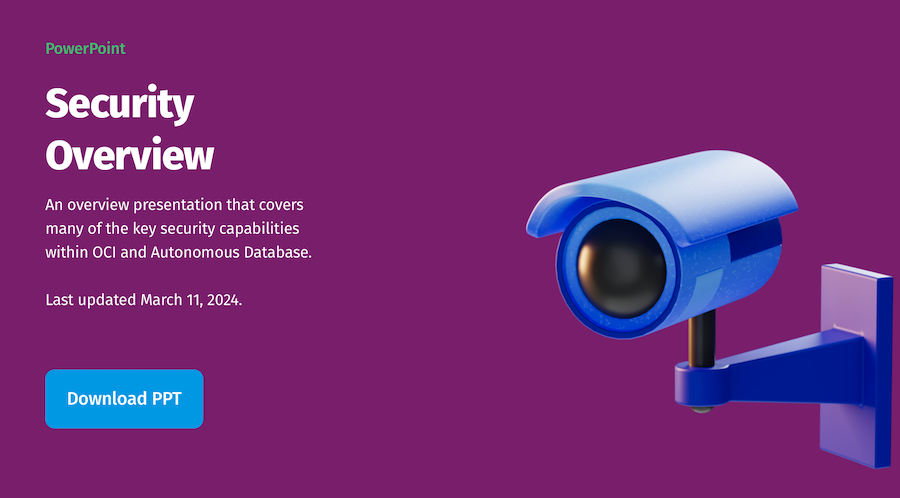 PowerPoint
Security
Overview
An overview presentation that covers
many of the key security capabilities
within OCI and Autonomous Database.
Last updated March 11, 2024.
Download PPT